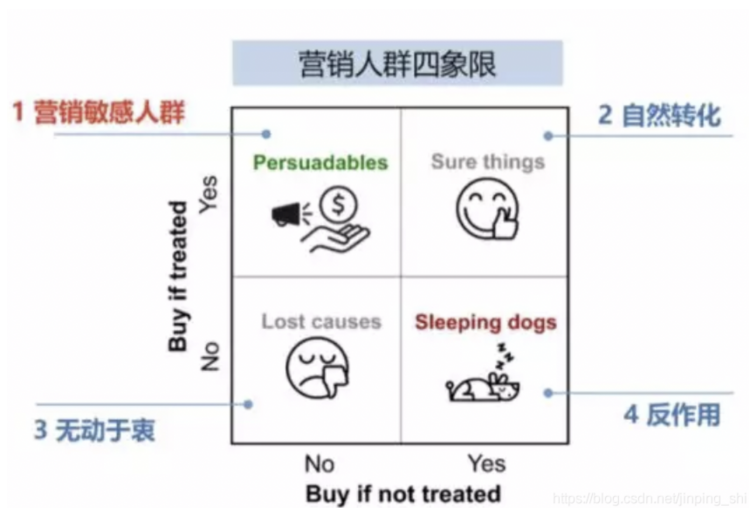 营销人群四象限
1 营销敏感人群
2 自然转化
Persuadables
Sure things
$
Buy if treated
Yes
No
Lost causes
Sleeping dogs
z z z z
3 无动于衷
4 反作用
No
Yes
Buy if not treated
https://blog.csdn.net/jinping_shi